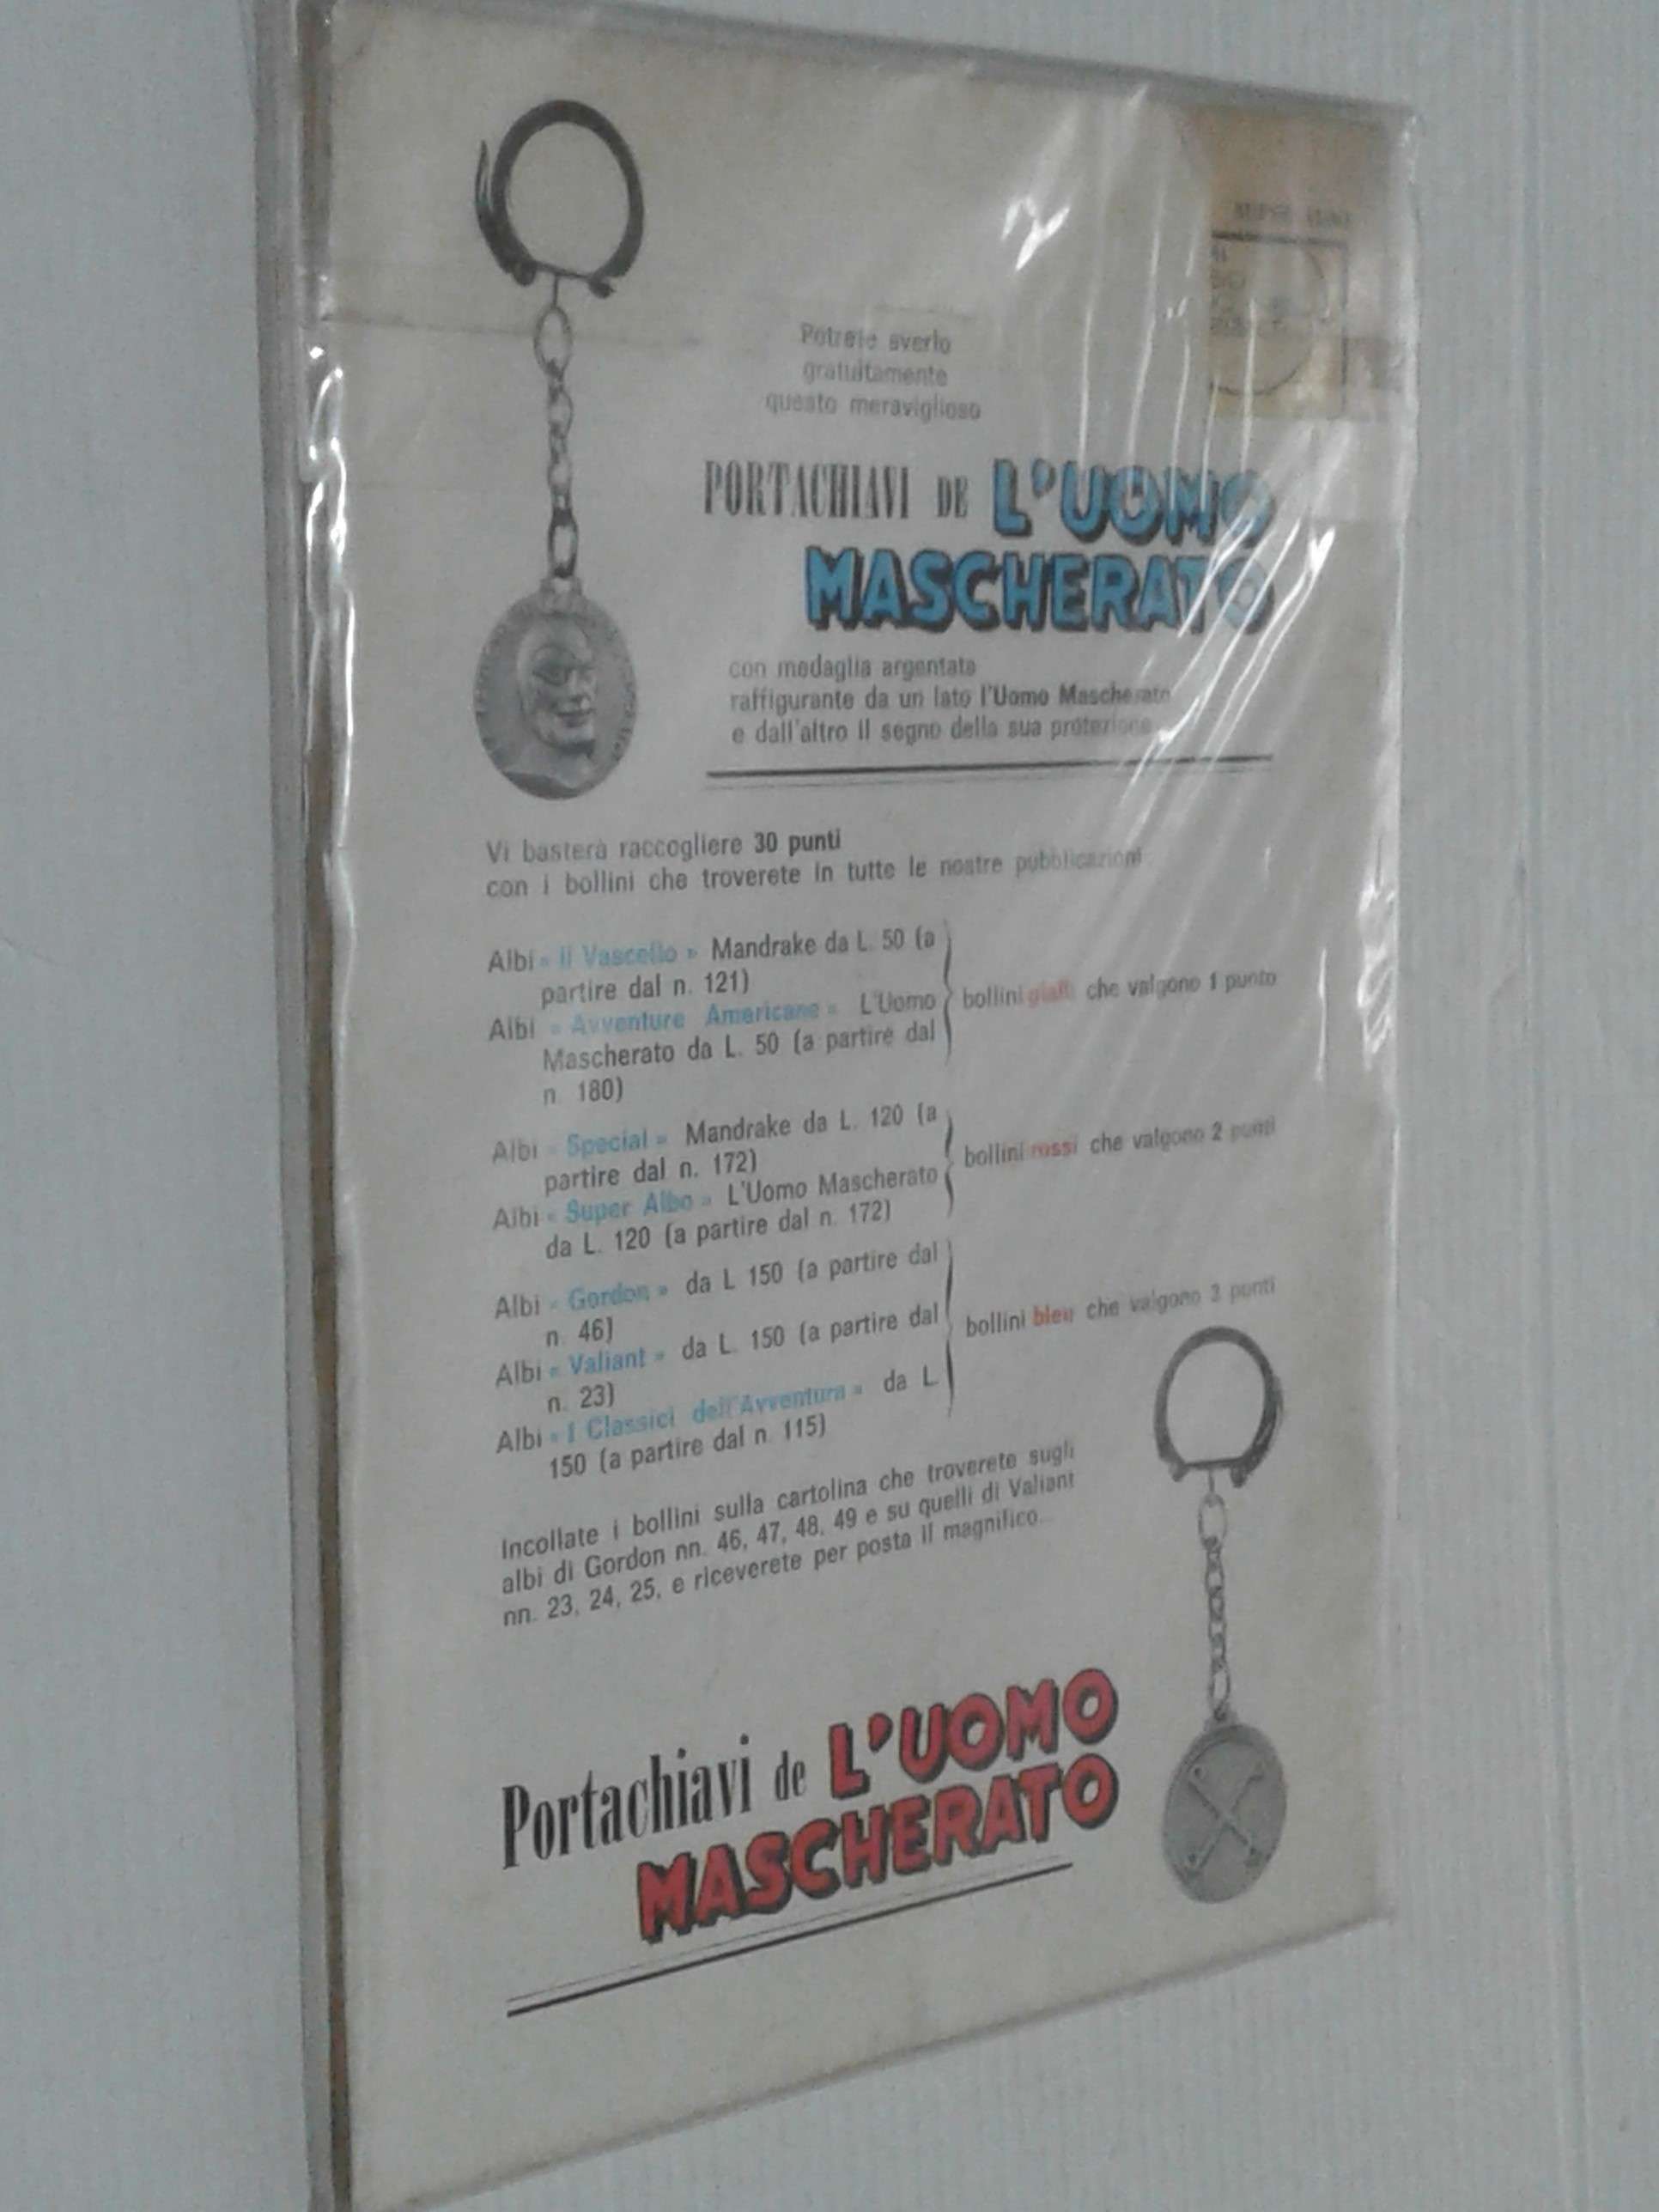 Potrete averlo
gratuitamente
questo meraviglioso
PORTACHIAVI DE L'UOMO
MASCHERATO
con medaglia argentata
raffigurante da un lato l'Uomo Mascherato
e dall'altro il segno della sua protezione
Vi basterà raccogliere 30 punti
con i bollini che troverete in tutte le nostre pubblicazioni
Albi « Il Vascello » Mandrake da L. 50 (a
partire dal n. 121)
Albi « Avventure Americane » L'Uomo
Mascherato da L. 50 (a partire dal
n. 180)
bollini gialli che valgono 1 punto
Albi « Special » Mandrake da L. 120 (a
partire dal n. 172)
Albi « Super Albo » L'Uomo Mascherato
da L. 120 (a partire dal n. 172)
bollini rossi che valgono 2 punti
Albi « Gordon » da L 150 (a partire dal
n. 46)
Albi « Valiant » da L. 150 (a partire dal
n. 23)
Albi « I Classici dell'Avventura » da L.
150 (a partire dal n. 115)
bollini bleu che valgono 3 punti
Incollate i bollini sulla cartolina che troverete sugli
albi di Gordon nn. 46, 47, 48, 49 e su quelli di Valiant
nn. 23, 24, 25, e riceverete per posta il magnifico...
Portachiavi de L'UOMO
MASCHERATO